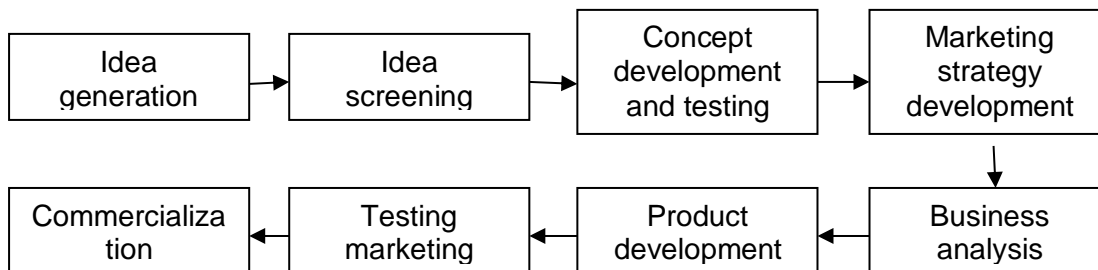 Idea
generation
Idea
screening
Concept
development
and testing
Marketing
strategy
development
Commercializa
tion
Testing
marketing
Product
development
Business
analysis